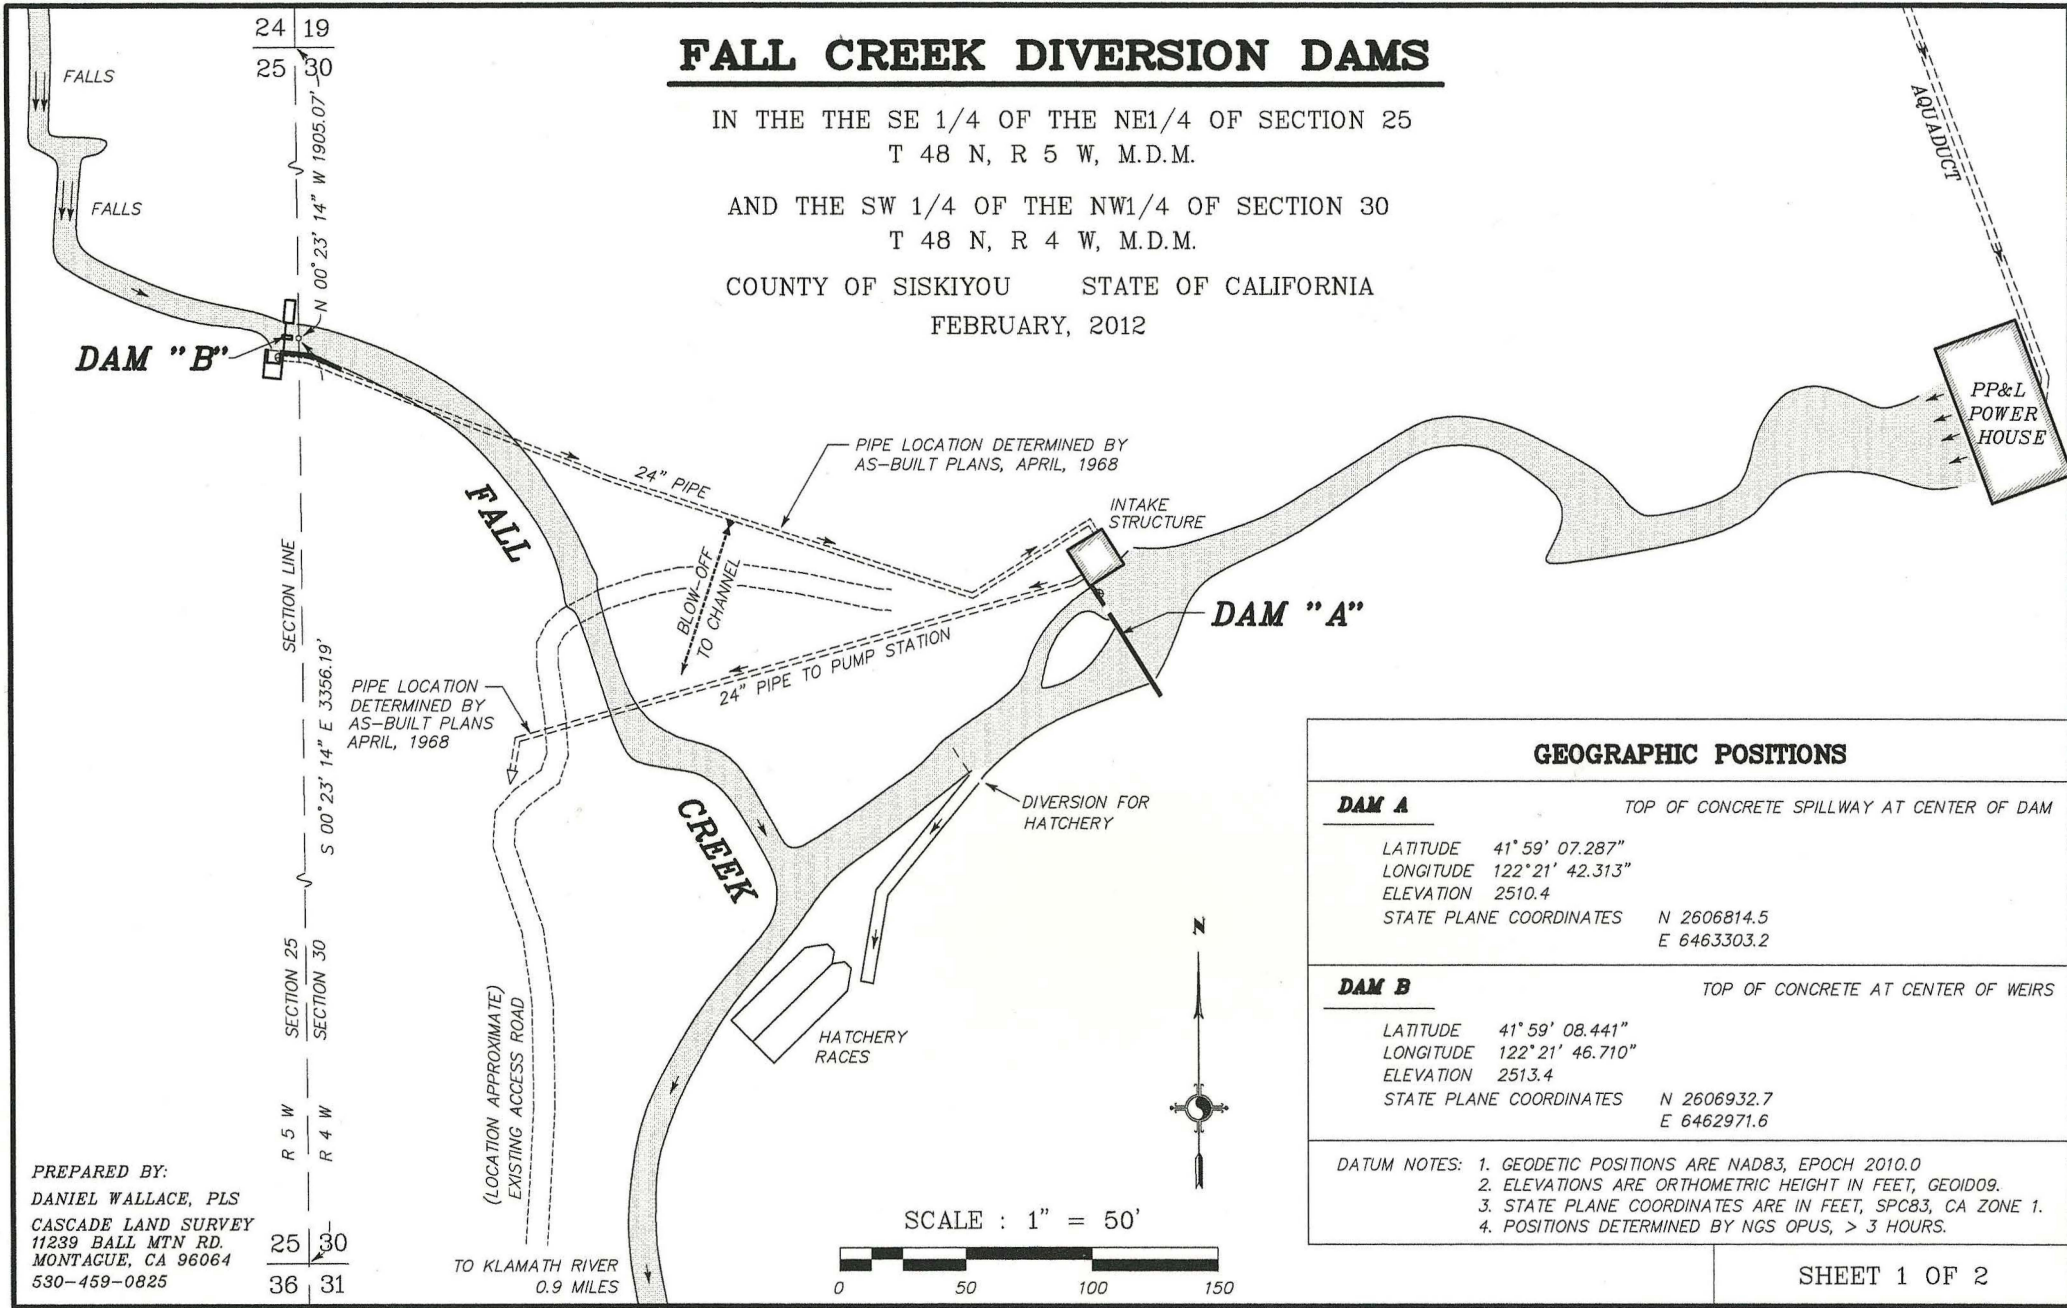 24 19
25 30
FALLS
FALLS
N 00° 23' 14" W 1905.07'
FALL CREEK DIVERSION DAMS
IN THE THE SE 1/4 OF THE NE1/4 OF SECTION 25
T 48 N, R 5 W, M.D.M.
AND THE SW 1/4 OF THE NW1/4 OF SECTION 30
T 48 N, R 4 W, M.D.M.
COUNTY OF SISKIYOU STATE OF CALIFORNIA
FEBRUARY, 2012
AQUADUCT
PP&L
POWER
HOUSE
DAM "B"
PIPE LOCATION DETERMINED BY
AS-BUILT PLANS, APRIL, 1968
24" PIPE
FALL
INTAKE
STRUCTURE
BLOW-OFF
TO CHANNEL
DAM "A"
24" PIPE TO PUMP STATION
SECTION LINE
S 00° 23' 14" E 3356.19'
PIPE LOCATION
DETERMINED BY
AS-BUILT PLANS
APRIL, 1968
CREEK
DIVERSION FOR
HATCHERY
HATCHERY
RACES
SECTION 25
SECTION 30
R 5 W
R 4 W
(LOCATION APPROXIMATE)
EXISTING ACCESS ROAD
N
GEOGRAPHIC POSITIONS
DAM A TOP OF CONCRETE SPILLWAY AT CENTER OF DAM
LATITUDE 41° 59' 07.287"
LONGITUDE 122° 21' 42.313"
ELEVATION 2510.4
STATE PLANE COORDINATES N 2606814.5
E 6463303.2
DAM B TOP OF CONCRETE AT CENTER OF WEIRS
LATITUDE 41° 59' 08.441"
LONGITUDE 122° 21' 46.710"
ELEVATION 2513.4
STATE PLANE COORDINATES N 2606932.7
E 6462971.6
DATUM NOTES: 1. GEODETIC POSITIONS ARE NAD83, EPOCH 2010.0
2. ELEVATIONS ARE ORTHOMETRIC HEIGHT IN FEET, GEOID09.
3. STATE PLANE COORDINATES ARE IN FEET, SPC83, CA ZONE 1.
4. POSITIONS DETERMINED BY NGS OPUS, > 3 HOURS.
PREPARED BY:
DANIEL WALLACE, PLS
CASCADE LAND SURVEY
11239 BALL MTN RD.
MONTAGUE, CA 96064
530-459-0825
25 30
36 31
TO KLAMATH RIVER
0.9 MILES
SCALE : 1" = 50'
0 50 100 150
SHEET 1 OF 2